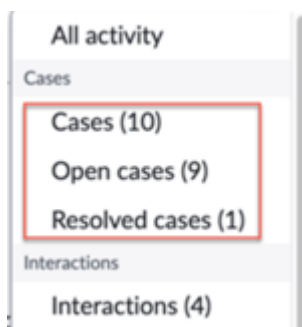 All activity
Cases
Cases (10)
Open cases (9)
Resolved cases (1)
Interactions
Interactions (4)